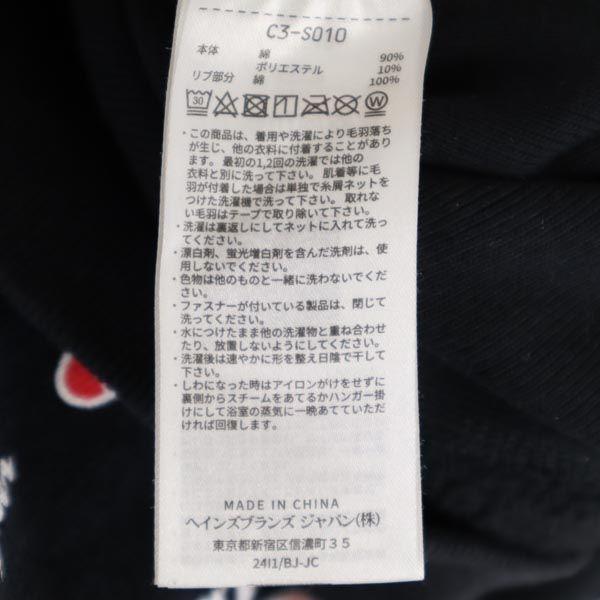 C3-S010
本体 綿 90%
ポリエステル 10%
リブ部分 綿 100%
30 W
・この商品は、着用や洗濯により毛羽落ち
が生じ、他の衣料に付着することがあり
ます。最初の1,2回の洗濯では他の
衣料と別に洗って下さい。肌着等に毛
羽が付着した場合は単独で糸屑ネットを
つけた洗濯機で洗って下さい。取れな
い毛羽はテープで取り除いて下さい。
・洗濯は裏返しにしてネットに入れて洗っ
てください。
・漂白剤、蛍光増白剤を含んだ洗剤は、使
用しないでください。
・色物は他のものと一緒に洗わないでくだ
さい。
・ファスナーが付いている製品は、閉じて
洗ってください。
・水につけたまま他の洗濯物と重ね合わせ
たり、放置しないようにしてください。
・洗濯後は速やかに形を整え日陰で干して
下さい。
・しわになった時はアイロンがけをせずに
裏側からスチームをあてるかハンガー掛
けにして浴室の蒸気に一晩あてていただ
ければ回復します。
MADE IN CHINA
ヘインズブランズ ジャパン(株)
東京都新宿区信濃町35
24I1/BJ-JC